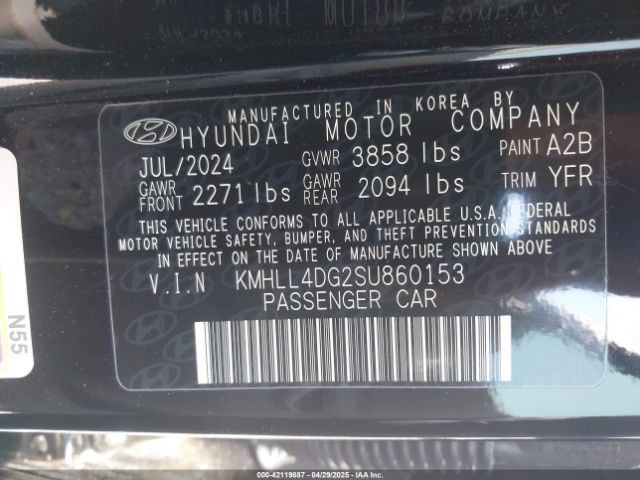 MANUFACTURED IN KOREA BY
HYUNDAI MOTOR COMPANY
JUL/2024 GVWR 3858 lbs PAINT A2B
GAWR FRONT 2271 lbs GAWR REAR 2094 lbs TRIM YFR
THIS VEHICLE CONFORMS TO ALL APPLICABLE U.S.A. FEDERAL
MOTOR VEHICLE SAFETY, BUMPER, AND THEFT PREVENTION
STANDARDS IN EFFECT ON THE DATE OF MANUFACTURE SHOWN ABOVE
V.I.N KMHLL4DG2SU860153
PASSENGER CAR
N55
000-42119887 - 04/29/2025 - IAAI.COM